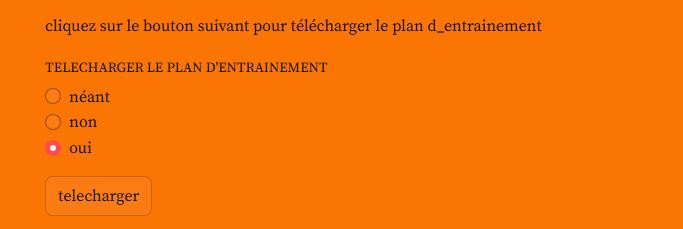 cliquez sur le bouton suivant pour télécharger le plan d_entrainement
TELECHARGER LE PLAN D'ENTRAINEMENT
néant
non
oui
telecharger